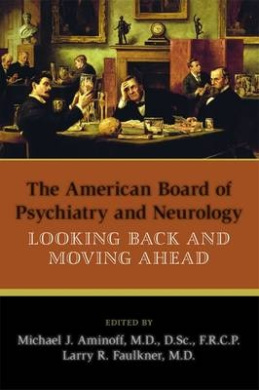 The American Board of
Psychiatry and Neurology
LOOKING BACK AND
MOVING AHEAD
EDITED BY
Michael J. Aminoff, M.D., D.Sc., F.R.C.P.
Larry R. Faulkner, M.D.